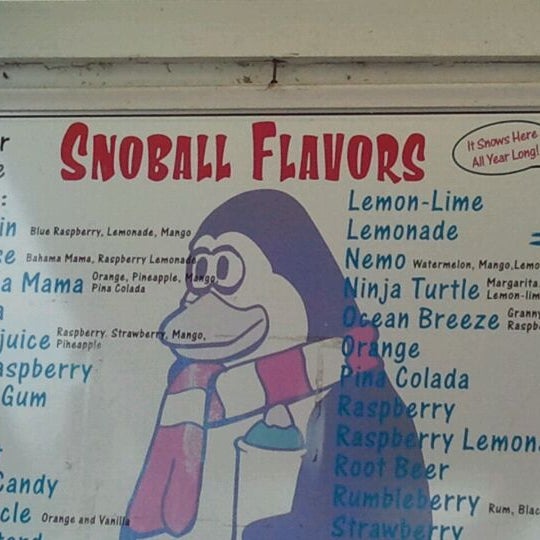 SNOBALL FLAVORS
It Snows Here
All Year Long!
r
e
:
in Blue Raspberry, Lemonade, Mango
se Bahama Mama, Raspberry Lemonade
a Mama Orange, Pineapple, Mango,
Pina Colada
a
juice Raspberry, Strawberry, Mango,
Pineapple
aspberry
Gum
Candy
cle Orange and Vanilla
tard
Lemon-Lime
Lemonade
Nemo Watermelon, Mango, Lemo
Ninja Turtle Margarita
Lemon-lim
Ocean Breeze Granny
Raspb
Orange
Pina Colada
Raspberry
Raspberry Lemon
Root Beer
Rumbleberry Rum, Blac
Strawberry